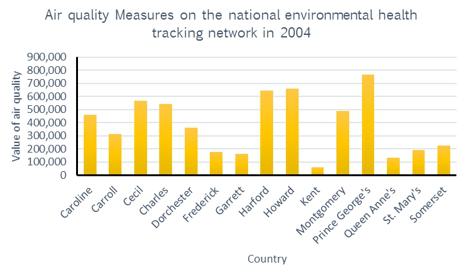 Air quality Measures on the national environmental health
tracking network in 2004
Value of air quality
900,000
800,000
700,000
600,000
500,000
400,000
300,000
200,000
100,000
0
Caroline
Carroll
Cecil
Charles
Dorchester
Frederick
Garrett
Harford
Howard
Kent
Montgomery
Prince George's
Queen Anne's
St. Mary's
Somerset
Country